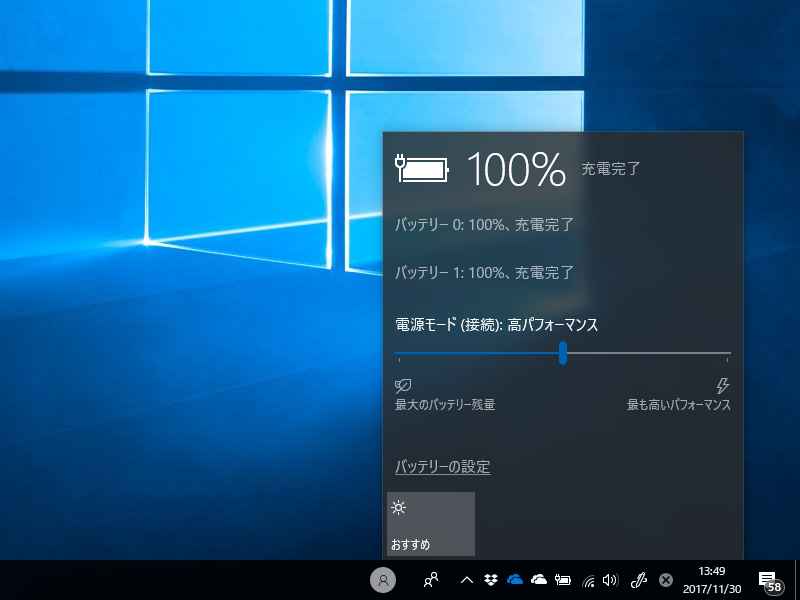 100% 充電完了
バッテリー 0: 100%、充電完了
バッテリー 1: 100%、充電完了
電源モード (接続): 高パフォーマンス
最大のバッテリー残量
最も高いパフォーマンス
バッテリーの設定
おすすめ
13:49
2017/11/30
58